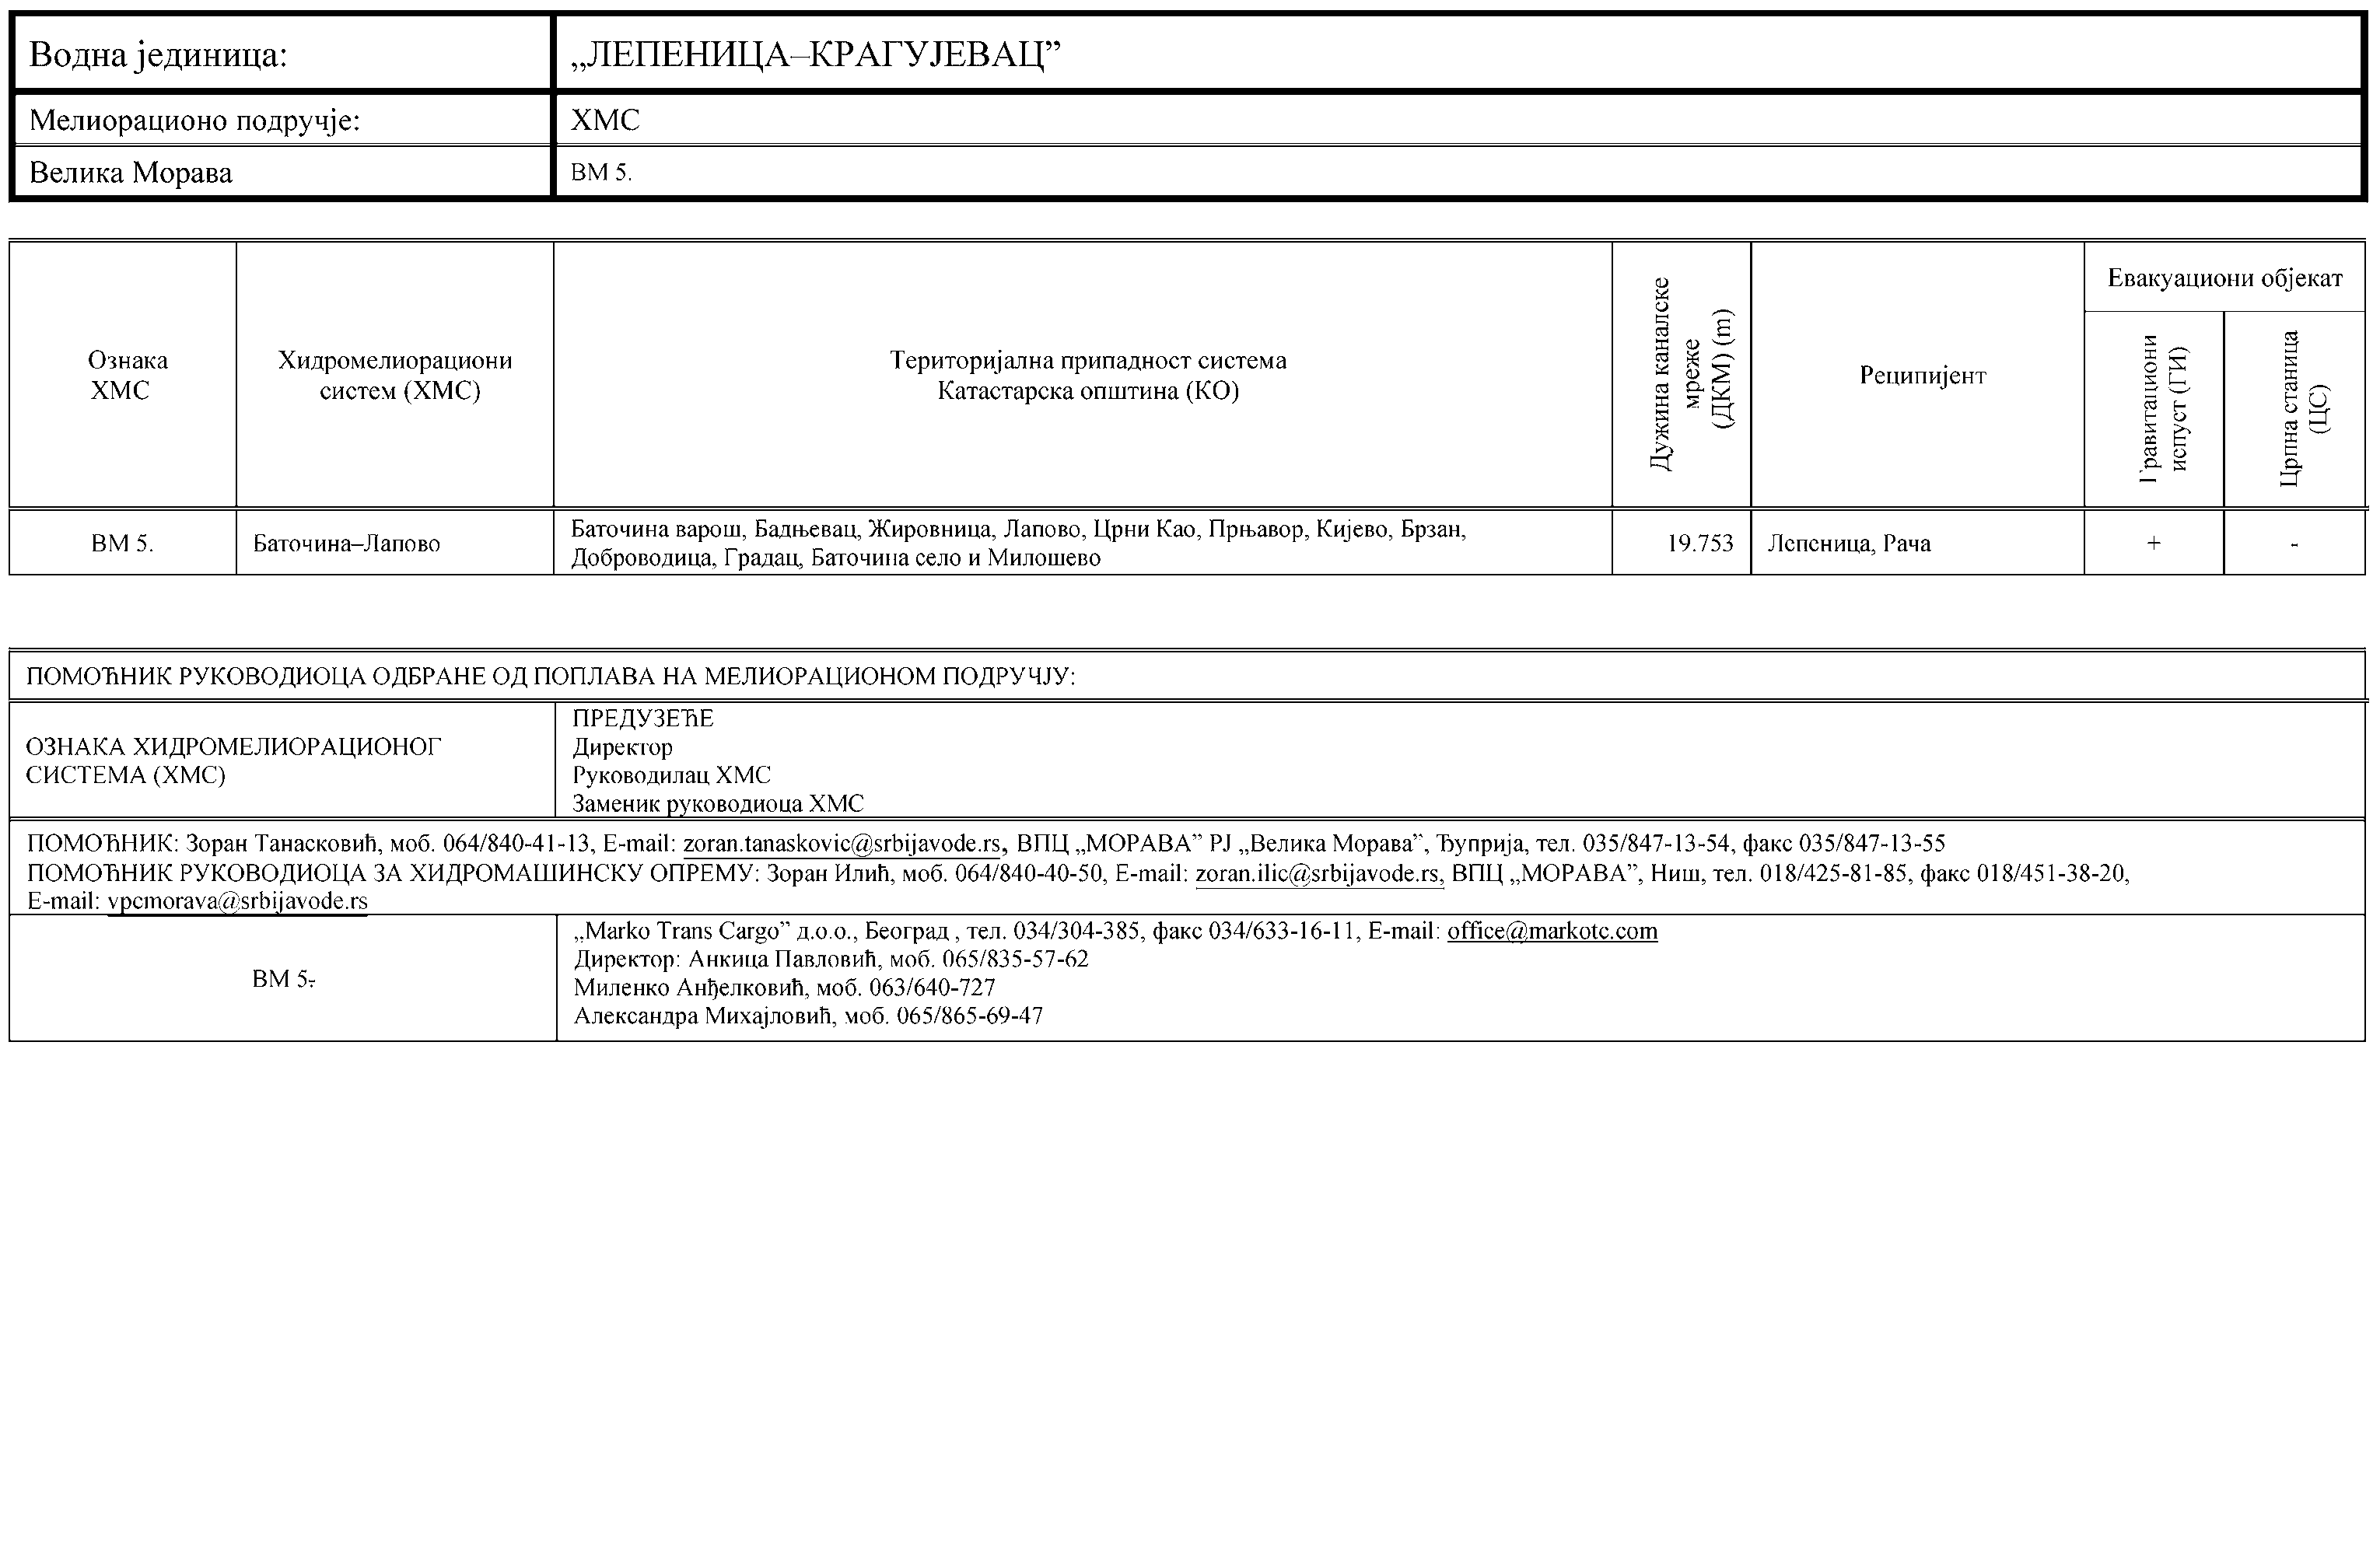 Водна јединица: „ЛЕПЕНИЦА–КРАГУЈЕВАЦ”
Мелиорационо подручје: ХМС
Велика Морава ВМ 5.
Ознака
ХМС
Хидромелиорациони
систем (ХМС)
Територијална припадност система
Катастарска општина (КО)
Дужина каналске
мреже
(ДКМ) (m)
Реципијент
Евакуациони објекат
Гравитациони
испуст (ГИ)
Црпна станица
(ЦС)
ВМ 5.
Баточина–Лапово
Баточина варош, Бадњевац, Жировница, Лапово, Црни Као, Прњавор, Кијево, Брзан,
Доброводица, Градац, Баточина село и Милошево
19.753
Лепеница, Рача
+
-
ПОМОЋНИК РУКОВОДИОЦА ОДБРАНЕ ОД ПОПЛАВА НА МЕЛИОРАЦИОНОМ ПОДРУЧЈУ:
ОЗНАКА ХИДРОМЕЛИОРАЦИОНОГ
СИСТЕМА (ХМС)
ПРЕДУЗЕЋЕ
Директор
Руководилац ХМС
Заменик руководиоца ХМС
ПОМОЋНИК: Зоран Танасковић, моб. 064/840-41-13, E-mail: zoran.tanaskovic@srbijavode.rs, ВПЦ „МОРАВА” РЈ „Велика Морава”, Ћуприја, тел. 035/847-13-54, факс 035/847-13-55
ПОМОЋНИК РУКОВОДИОЦА ЗА ХИДРОМАШИНСКУ ОПРЕМУ: Зоран Илић, моб. 064/840-40-50, E-mail: zoran.ilic@srbijavode.rs, ВПЦ „МОРАВА”, Ниш, тел. 018/425-81-85, факс 018/451-38-20,
E-mail: vpcmorava@srbijavode.rs
ВМ 5.
„Marko Trans Cargo” д.о.о., Београд , тел. 034/304-385, факс 034/633-16-11, E-mail: office@markotc.com
Директор: Анкица Павловић, моб. 065/835-57-62
Миленко Анђелковић, моб. 063/640-727
Александра Михајловић, моб. 065/865-69-47